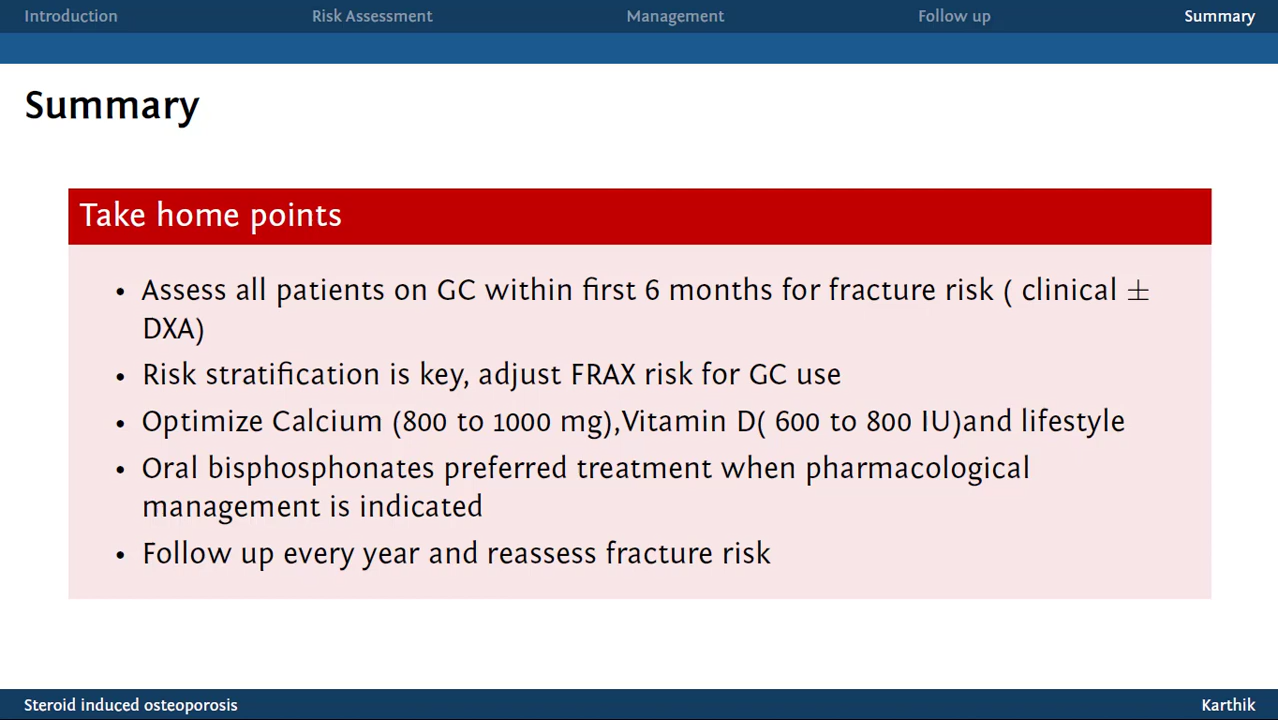 Introduction Risk Assessment Management Follow up Summary
Summary
Take home points
• Assess all patients on GC within first 6 months for fracture risk ( clinical ±
DXA)
• Risk stratification is key, adjust FRAX risk for GC use
• Optimize Calcium (800 to 1000 mg),Vitamin D( 600 to 800 IU)and lifestyle
• Oral bisphosphonates preferred treatment when pharmacological
management is indicated
• Follow up every year and reassess fracture risk
Steroid induced osteoporosis Karthik